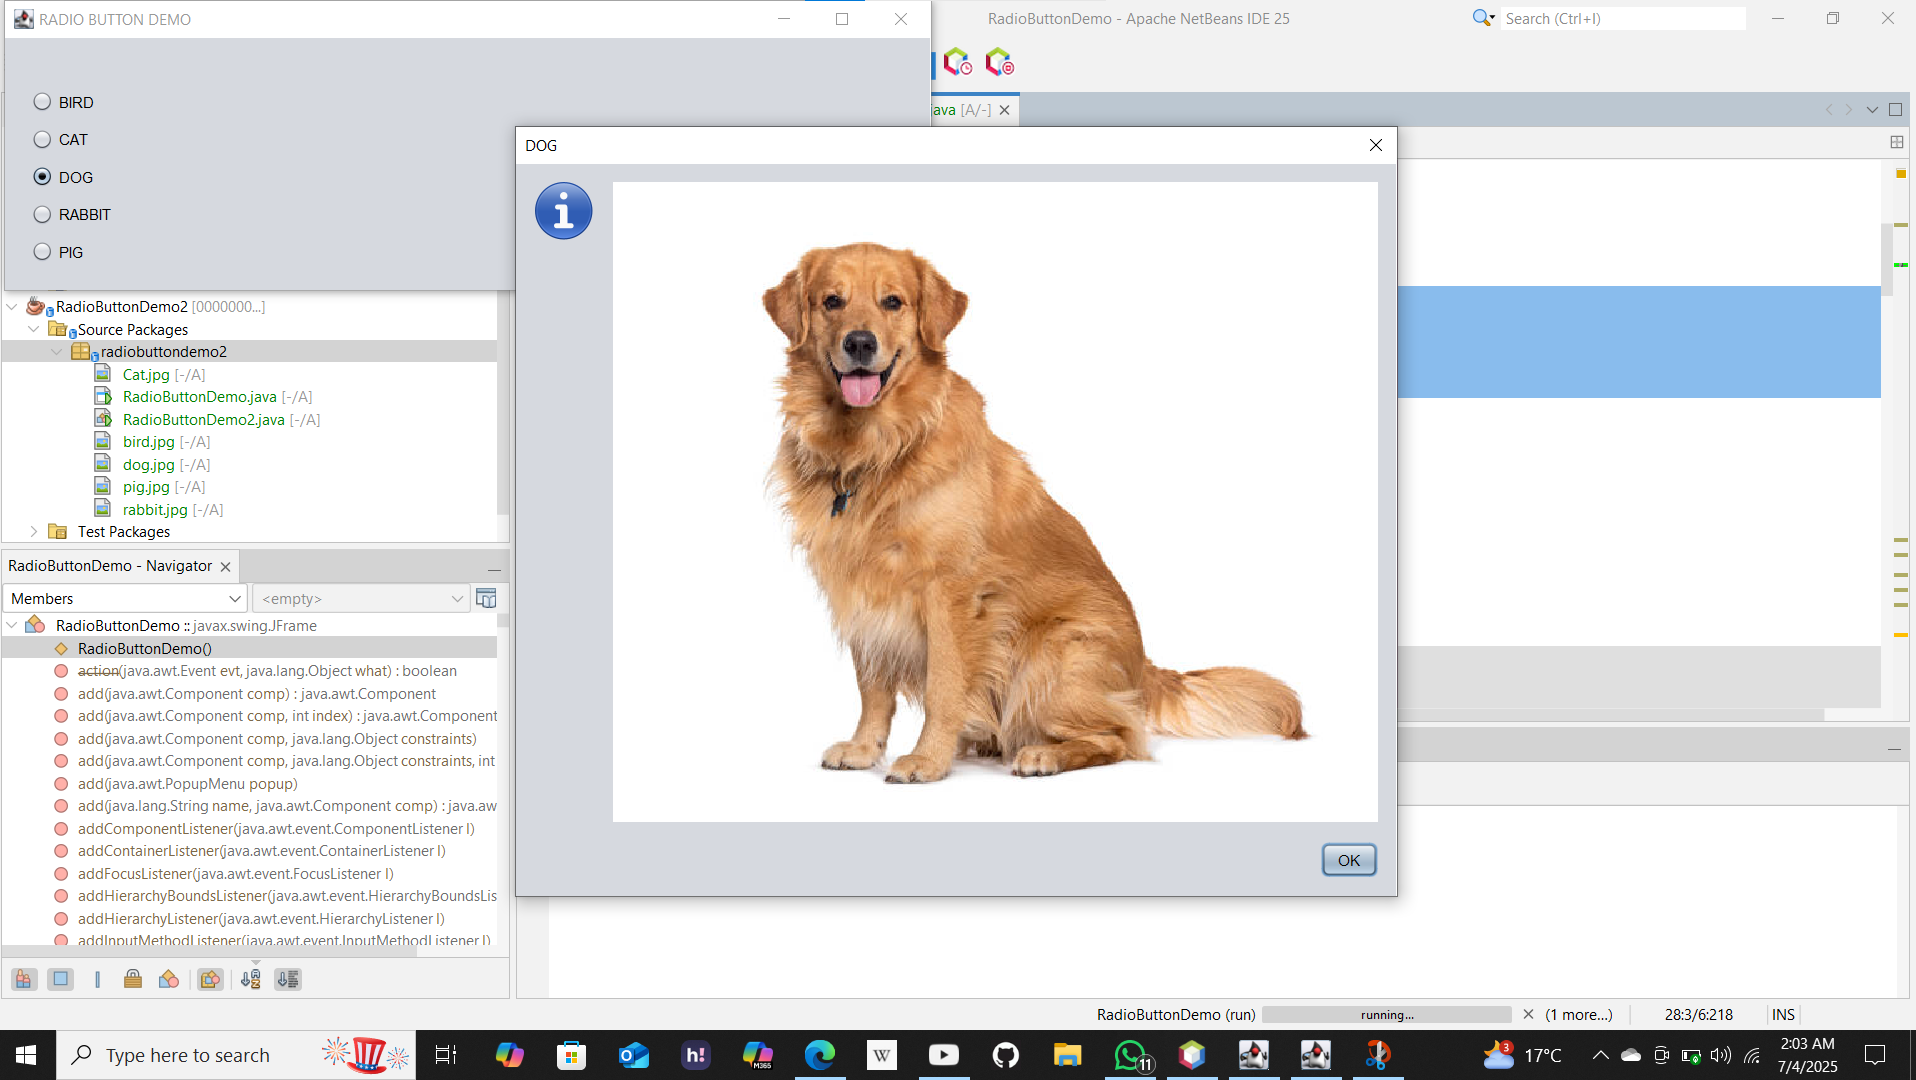 RADIO BUTTON DEMO
RadioButtonDemo - Apache NetBeans IDE 25
Search (Ctrl+I)
BIRD
CAT
DOG
RABBIT
PIG
ava [A/-]
DOG
OK
RadioButtonDemo2 [0000000...]
Source Packages
radiobuttondemo2
Cat.jpg [-/A]
RadioButtonDemo.java [-/A]
RadioButtonDemo2.java [-/A]
bird.jpg [-/A]
dog.jpg [-/A]
pig.jpg [-/A]
rabbit.jpg [-/A]
Test Packages
RadioButtonDemo - Navigator
Members
<empty>
RadioButtonDemo :: javax.swing.JFrame
RadioButtonDemo()
action(java.awt.Event evt, java.lang.Object what) : boolean
add(java.awt.Component comp) : java.awt.Component
add(java.awt.Component comp, int index) : java.awt.Component
add(java.awt.Component comp, java.lang.Object constraints)
add(java.awt.Component comp, java.lang.Object constraints, int
add(java.awt.PopupMenu popup)
add(java.lang.String name, java.awt.Component comp) : java.aw
addComponentListener(java.awt.event.ComponentListener l)
addContainerListener(java.awt.event.ContainerListener l)
addFocusListener(java.awt.event.FocusListener l)
addHierarchyBoundsListener(java.awt.event.HierarchyBoundsLis
addHierarchyListener(java.awt.event.HierarchyListener l)
addInputMethodListener(java.awt.event.InputMethodListener l)
RadioButtonDemo (run)
running...
(1 more...)
28:3/6:218
INS
Type here to search
h!
M365
W
11
3
17°C
2:03 AM
7/4/2025